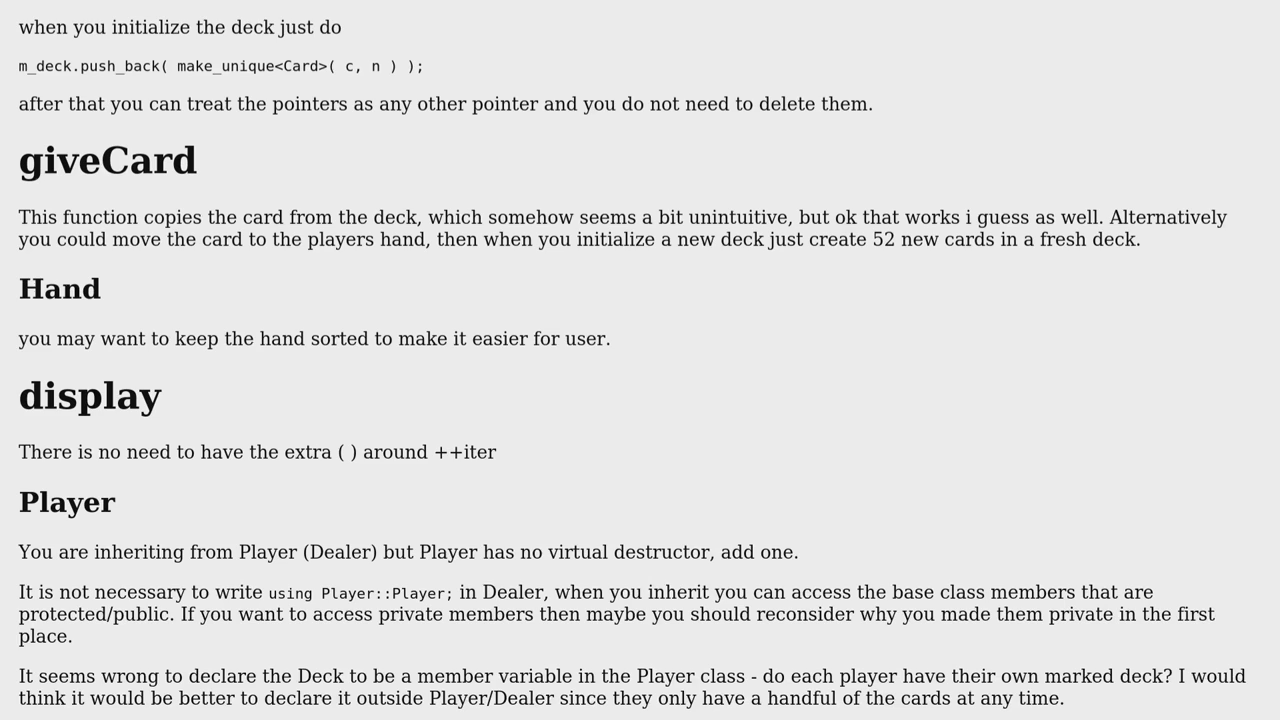 when you initialize the deck just do
m_deck.push_back( make_unique<Card>( c, n ) );
after that you can treat the pointers as any other pointer and you do not need to delete them.
giveCard
This function copies the card from the deck, which somehow seems a bit unintuitive, but ok that works i guess as well. Alternatively
you could move the card to the players hand, then when you initialize a new deck just create 52 new cards in a fresh deck.
Hand
you may want to keep the hand sorted to make it easier for user.
display
There is no need to have the extra ( ) around ++iter
Player
You are inheriting from Player (Dealer) but Player has no virtual destructor, add one.
It is not necessary to write using Player::Player; in Dealer, when you inherit you can access the base class members that are
protected/public. If you want to access private members then maybe you should reconsider why you made them private in the first
place.
It seems wrong to declare the Deck to be a member variable in the Player class - do each player have their own marked deck? I would
think it would be better to declare it outside Player/Dealer since they only have a handful of the cards at any time.